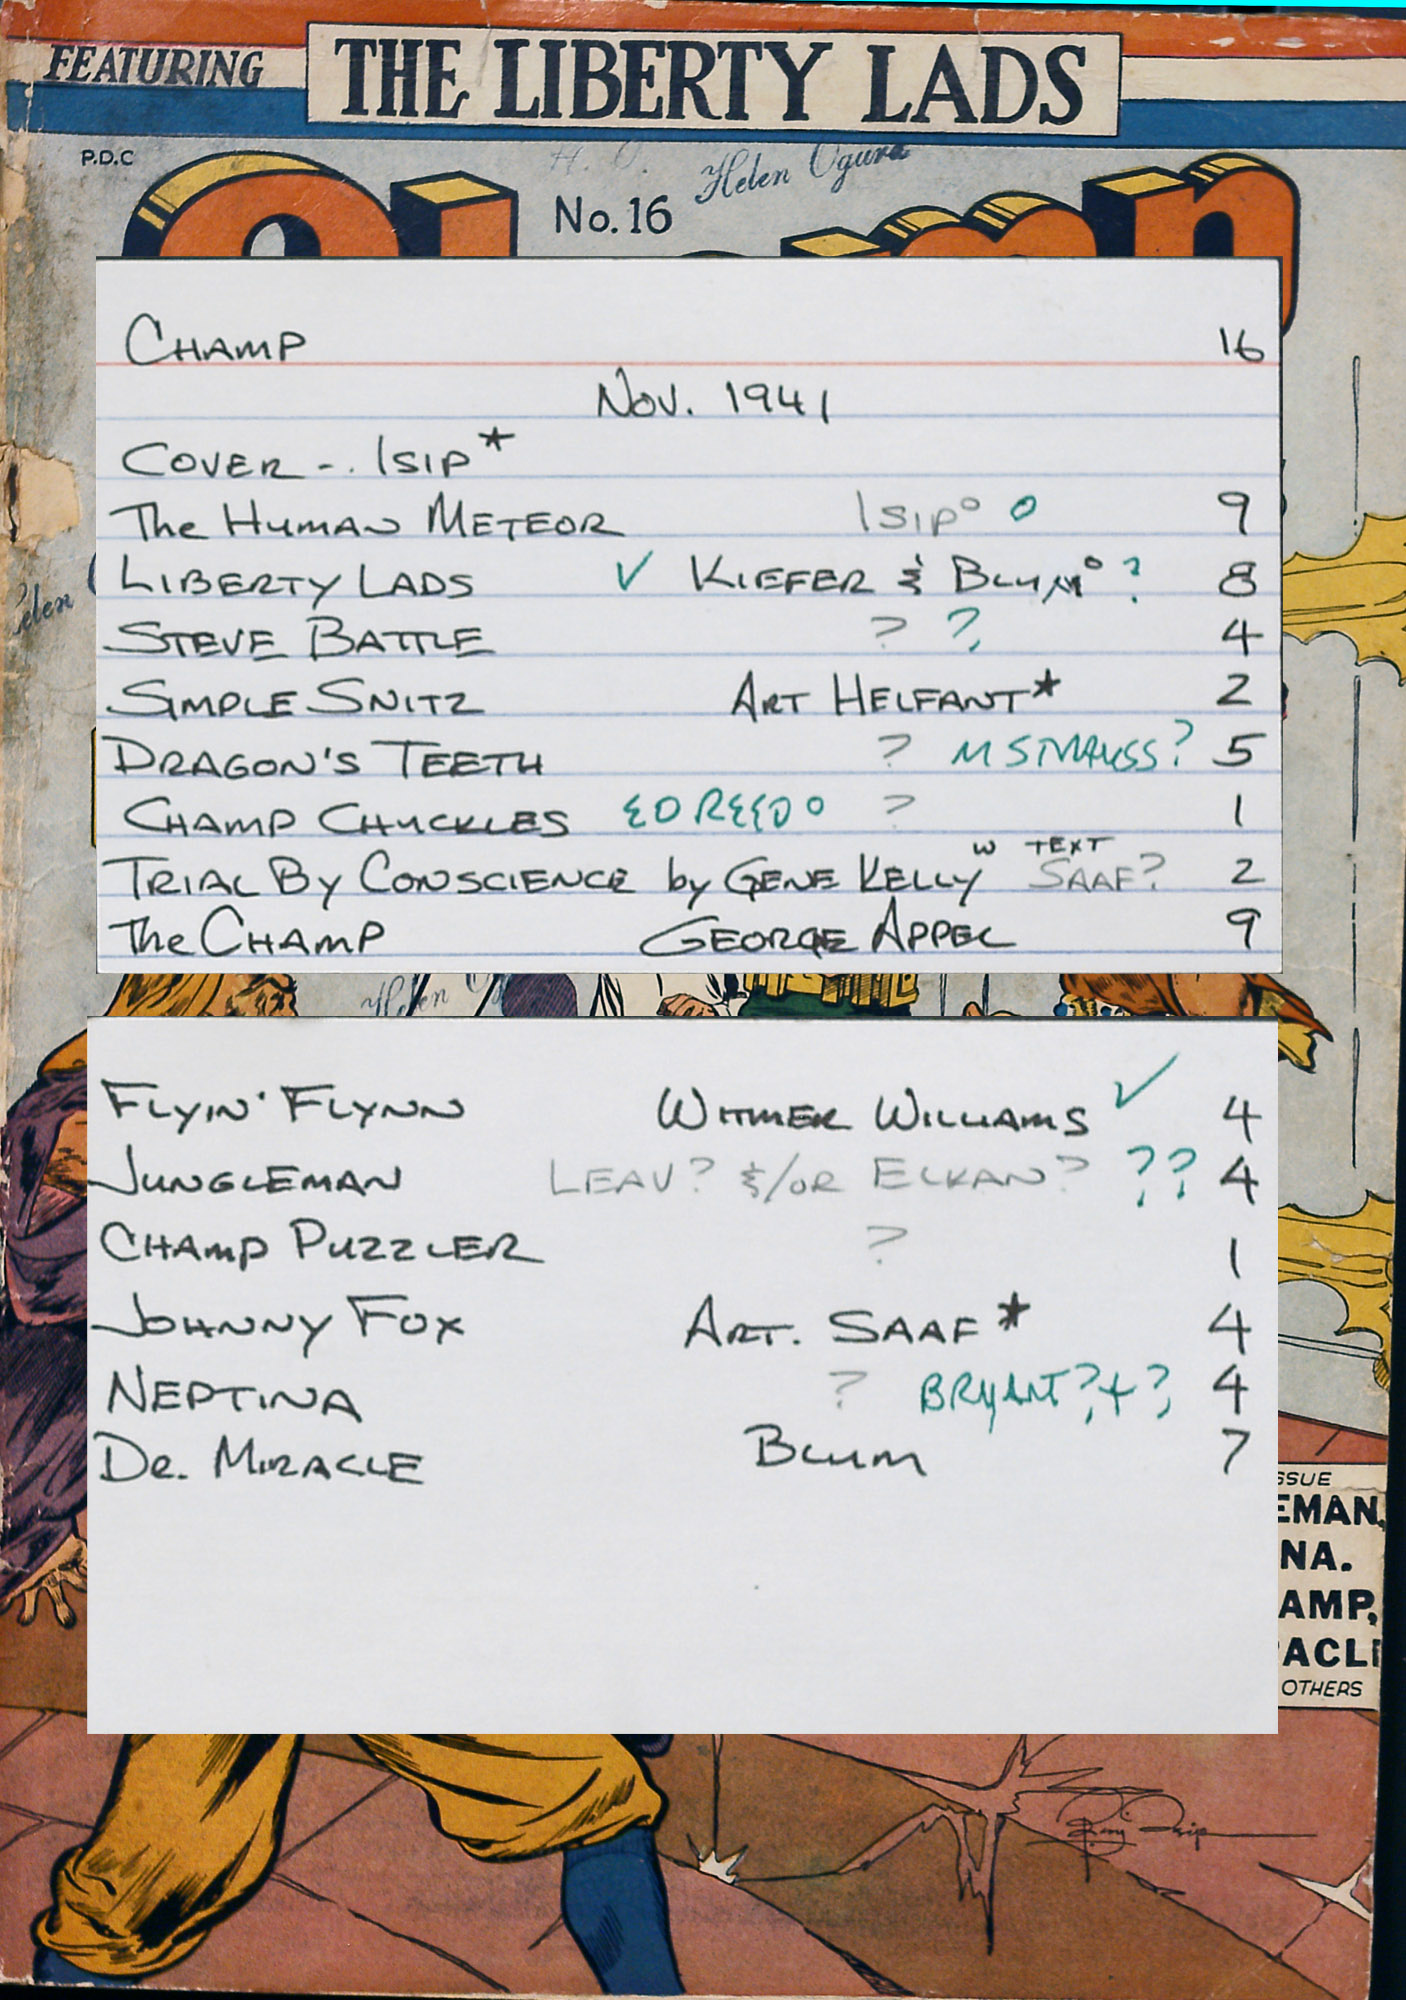 FEATURING THE LIBERTY LADS
P.D.C
H. O. Helen Ogura
No. 16
CHAMP 16
NOV. 1941
COVER - . ISIP *
The HUMAN METEOR ISIP° o 9
LIBERTY LADS ✓ KIEFER & BLUM° ? 8
STEVE BATTLE ? ? 4
SIMPLE SNITZ ART HELFANT * 2
DRAGON'S TEETH ? M STRAUSS? 5
CHAMP CHUCKLES ED REED o ? 1
TRIAL BY CONSCIENCE by GENE KELLY W TEXT SAAF? 2
The CHAMP GEORGE APPEL 9
Helen
FLYIN' FLYNN WITMER WILLIAMS ✓ 4
JUNGLEMAN LEAV? &/OR ELKAN? ?? 4
CHAMP PUZZLER ? 1
JOHNNY FOX ART. SAAF * 4
NEPTINA ? BRYANT? + ? 4
DR. MIRACLE BLUM 7
SSUE
EMAN,
NA.
AMP,
ACLE
OTHERS